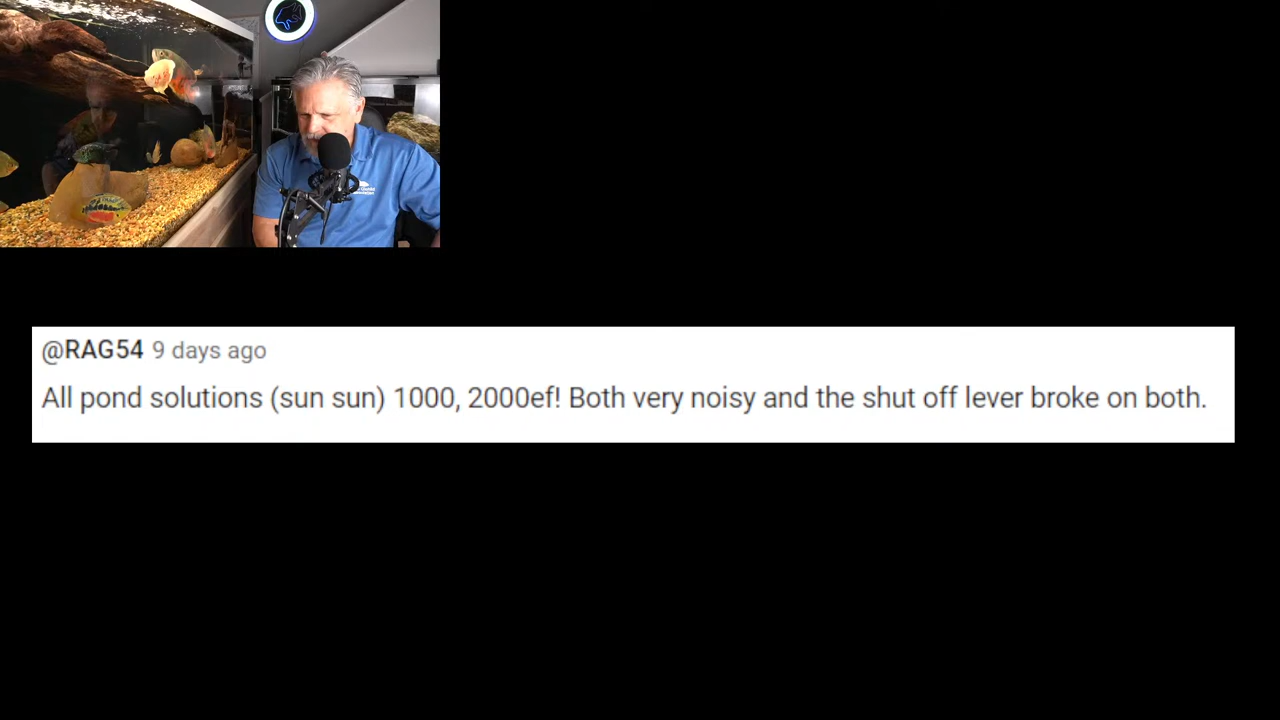 @RAG54 9 days ago
All pond solutions (sun sun) 1000, 2000ef! Both very noisy and the shut off lever broke on both.